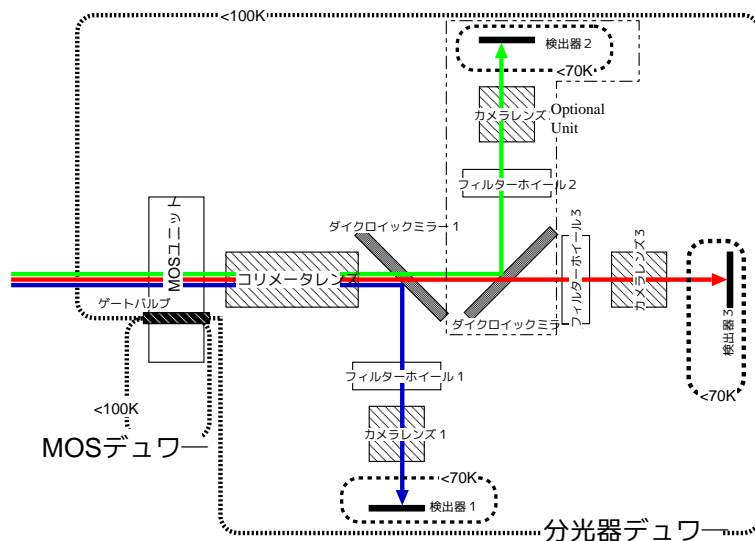 <100K
検出器2
<70K
カメラレンズ
Optional
Unit
フィルターホイール2
MOSユニット
ダイクロイックミラー1
フィルターホイール3
カメラレンズ3
コリメータレンズ
ゲートバルブ
ダイクロイックミラ
検出器3
<70K
フィルターホイール1
<100K
カメラレンズ1
MOSデュワー
<70K
検出器1
分光器デュワー